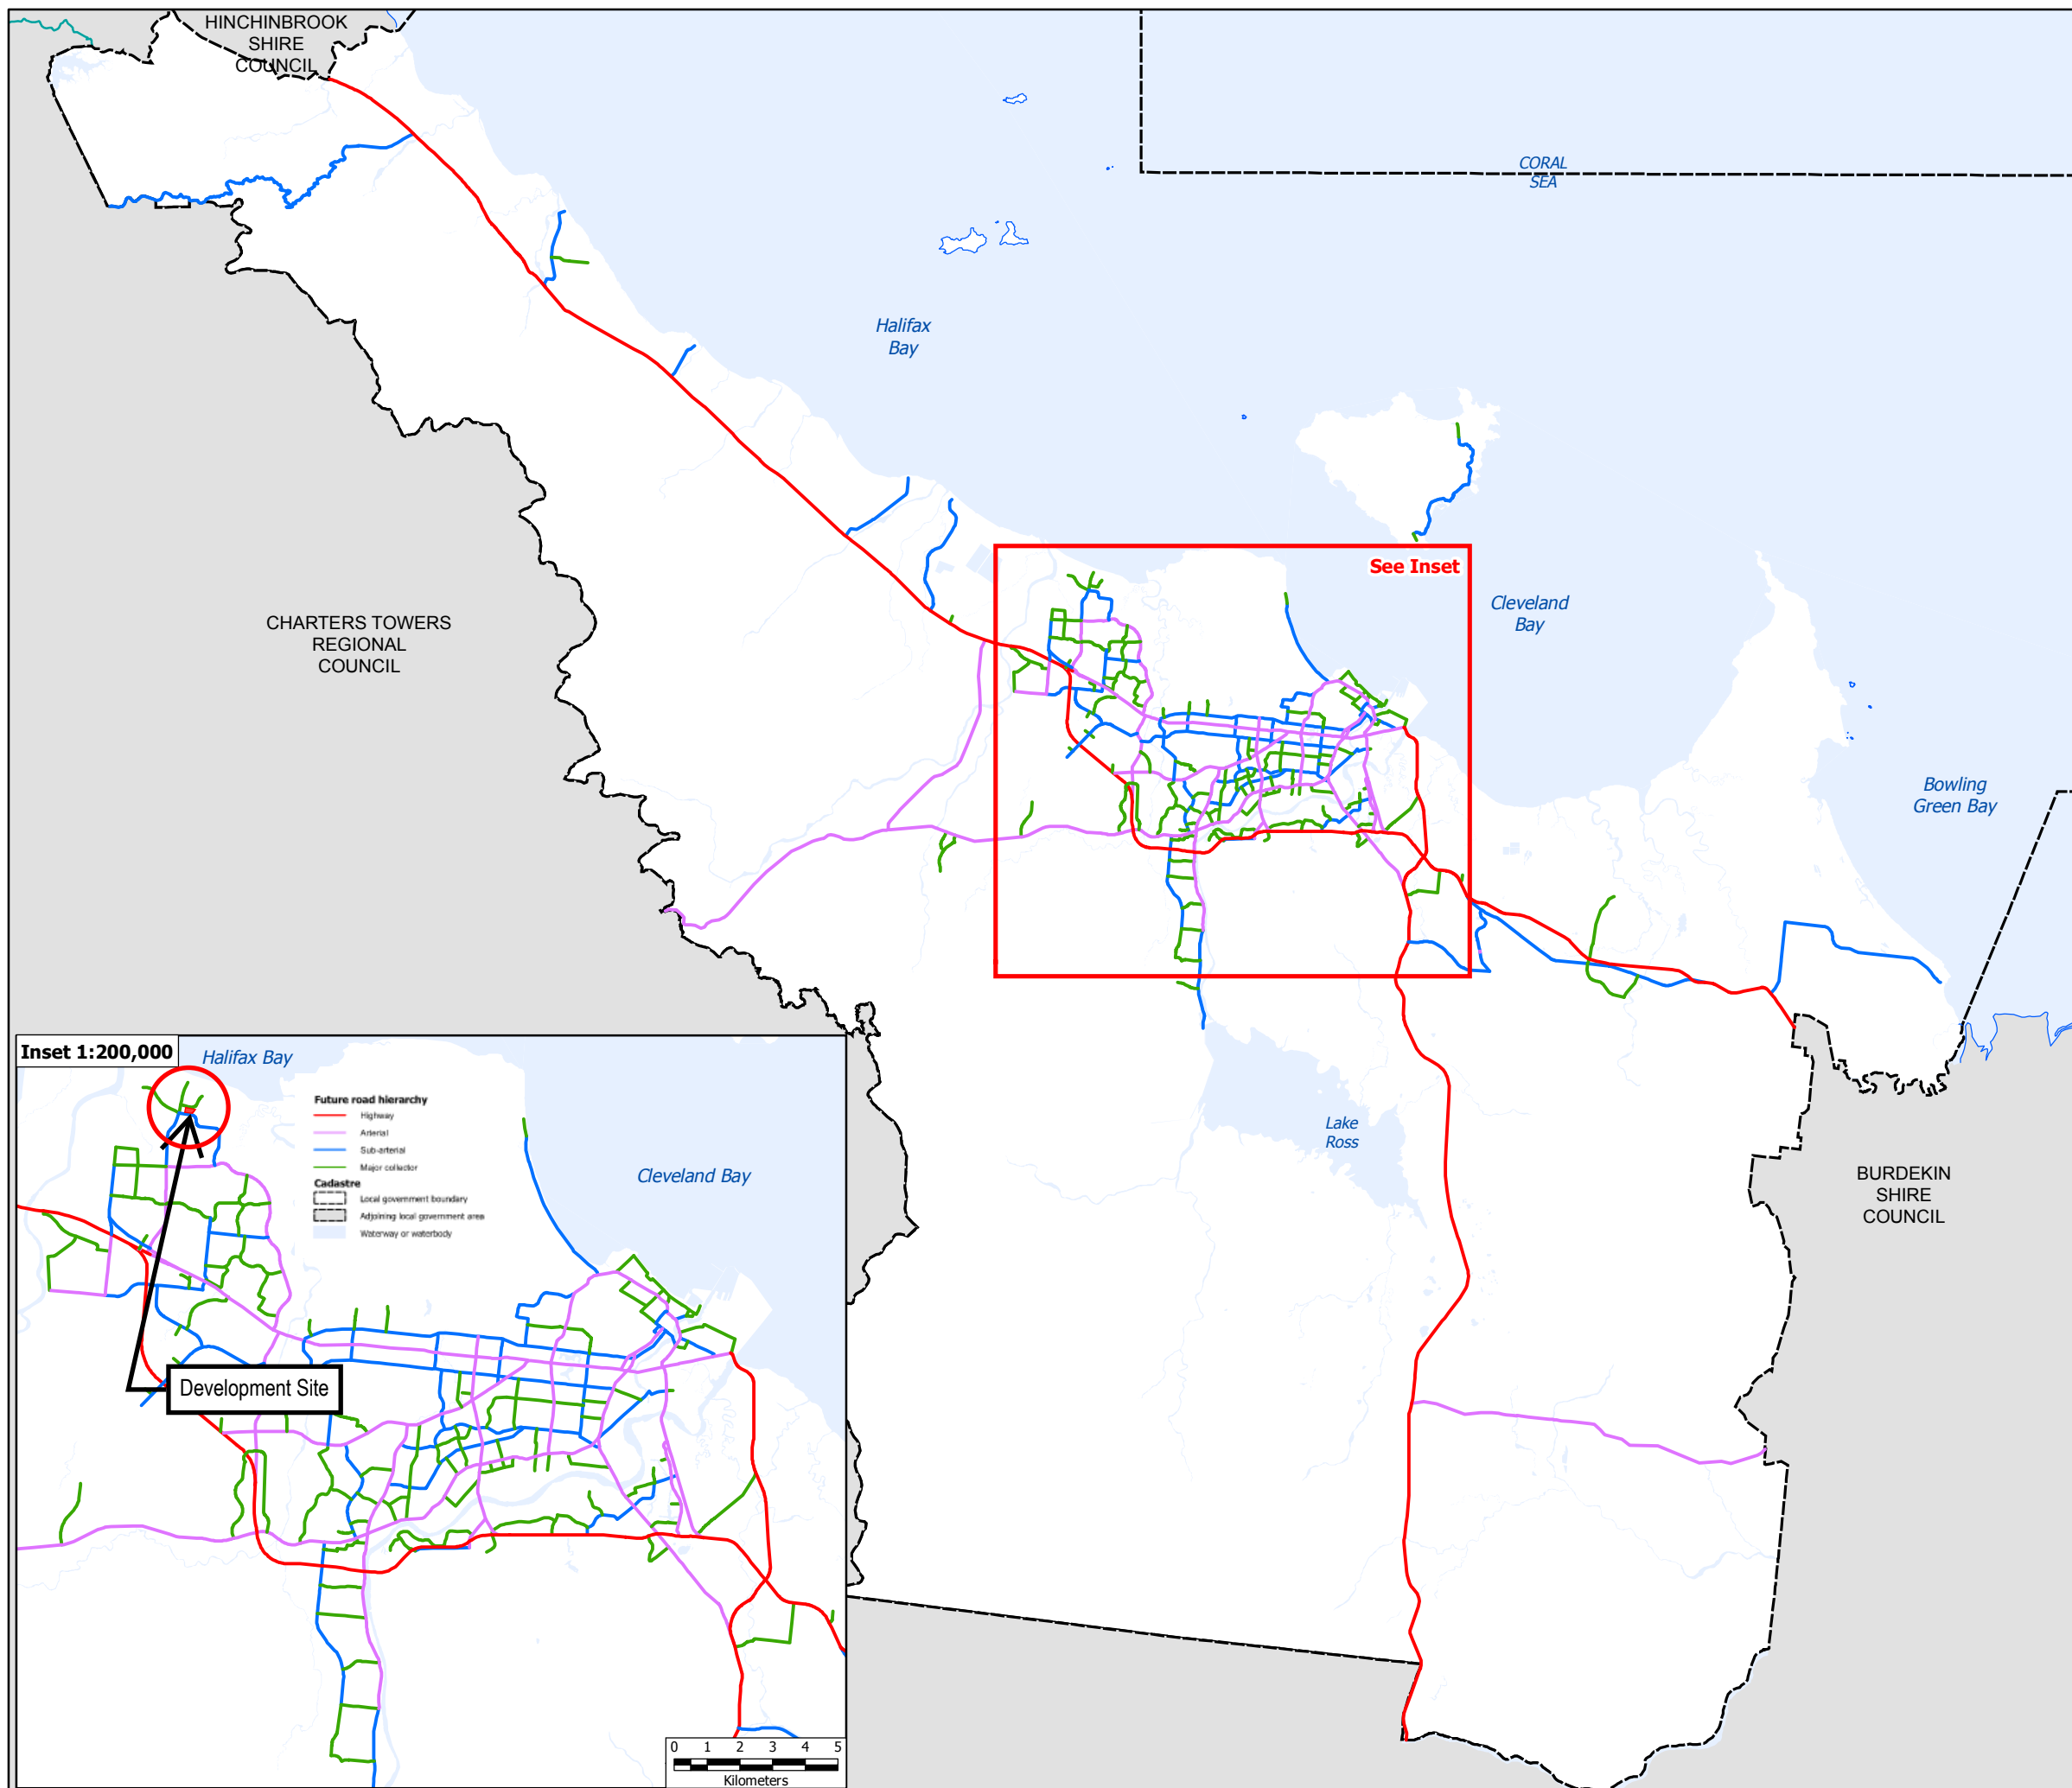 HINCHINBROOK
SHIRE
COUNCIL
CORAL
SEA
Halifax
Bay
See Inset
Cleveland
Bay
CHARTERS TOWERS
REGIONAL
COUNCIL
Bowling
Green Bay
Inset 1:200,000
Halifax Bay
Future road hierarchy
Highway
Arterial
Sub-arterial
Major collector
Cadastre
Local government boundary
Adjoining local government area
Waterway or waterbody
Cleveland Bay
Lake
Ross
BURDEKIN
SHIRE
COUNCIL
Development Site
0 1 2 3 4 5
Kilometers